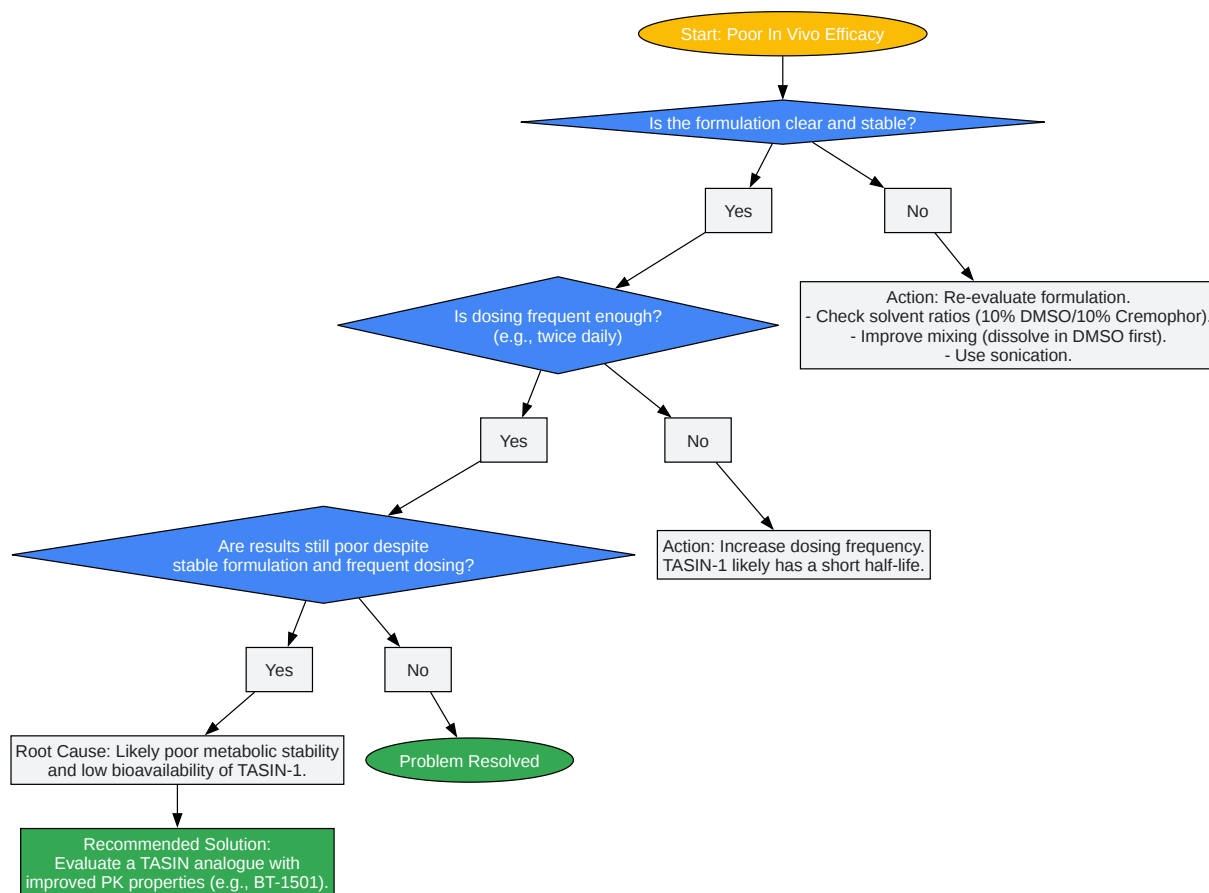 Start: Poor In Vivo Efficacy
Is the formulation clear and stable?
Yes
No
Is dosing frequent enough?
(e.g., twice daily)
Action: Re-evaluate formulation.
- Check solvent ratios (10% DMSO/10% Cremophor).
- Improve mixing (dissolve in DMSO first).
- Use sonication.
Yes
No
Are results still poor despite
stable formulation and frequent dosing?
Action: Increase dosing frequency.
TASIN-1 likely has a short half-life.
Yes
No
Root Cause: Likely poor metabolic stability
and low bioavailability of TASIN-1.
Problem Resolved
Recommended Solution:
Evaluate a TASIN analogue with
improved PK properties (e.g., BT-1501).